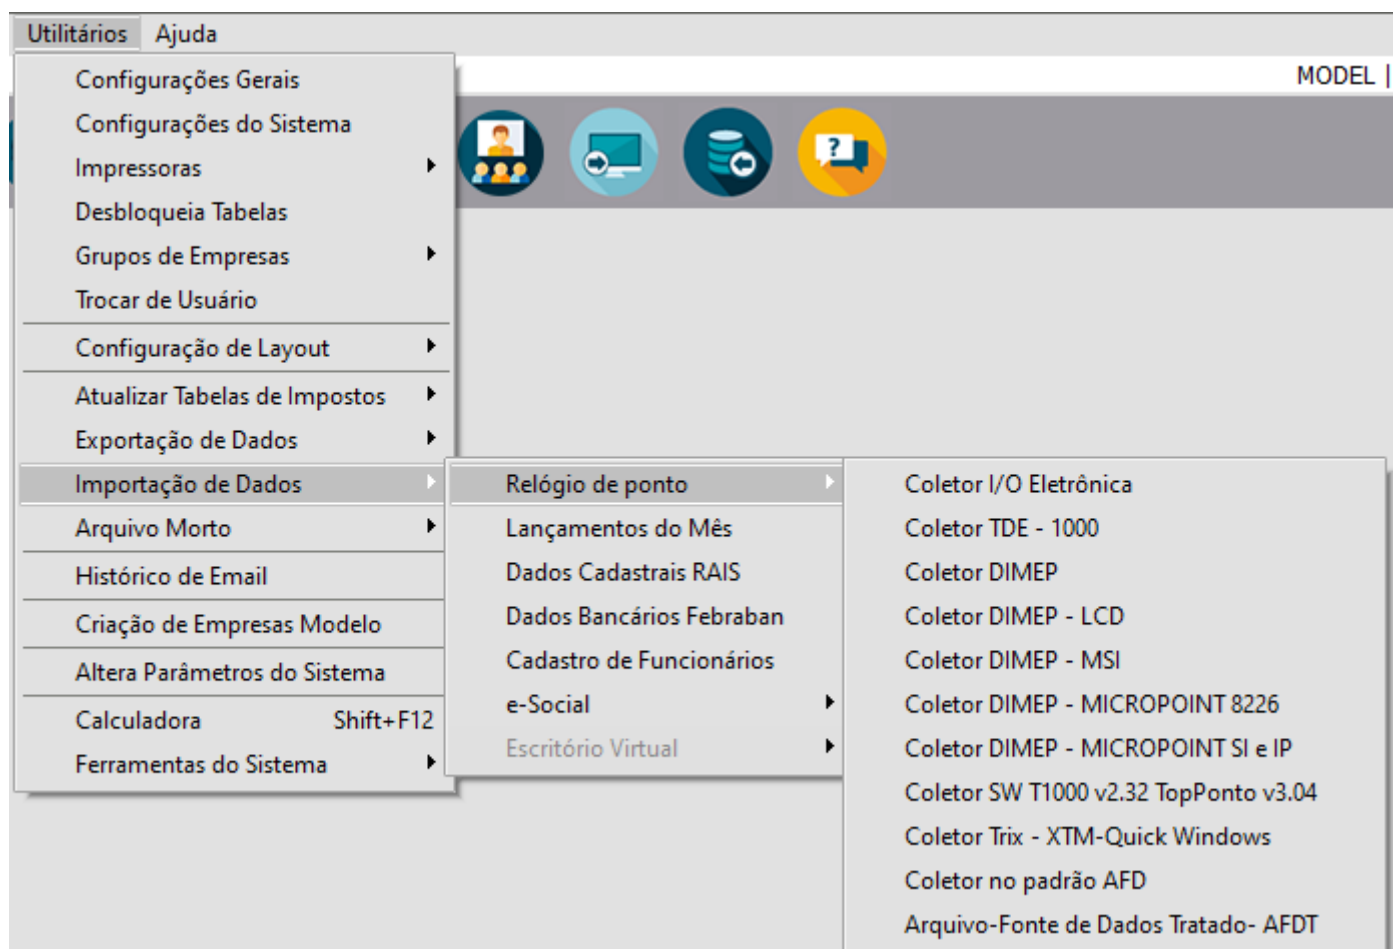 Utilitários Ajuda
MODEL |
Configurações Gerais
Configurações do Sistema
Impressoras
Desbloqueia Tabelas
Grupos de Empresas
Trocar de Usuário
Configuração de Layout
Atualizar Tabelas de Impostos
Exportação de Dados
Importação de Dados
Arquivo Morto
Histórico de Email
Criação de Empresas Modelo
Altera Parâmetros do Sistema
Calculadora Shift+F12
Ferramentas do Sistema
Relógio de ponto
Lançamentos do Mês
Dados Cadastrais RAIS
Dados Bancários Febraban
Cadastro de Funcionários
e-Social
Escritório Virtual
Coletor I/O Eletrônica
Coletor TDE - 1000
Coletor DIMEP
Coletor DIMEP - LCD
Coletor DIMEP - MSI
Coletor DIMEP - MICROPOINT 8226
Coletor DIMEP - MICROPOINT SI e IP
Coletor SW T1000 v2.32 TopPonto v3.04
Coletor Trix - XTM-Quick Windows
Coletor no padrão AFD
Arquivo-Fonte de Dados Tratado- AFDT
?